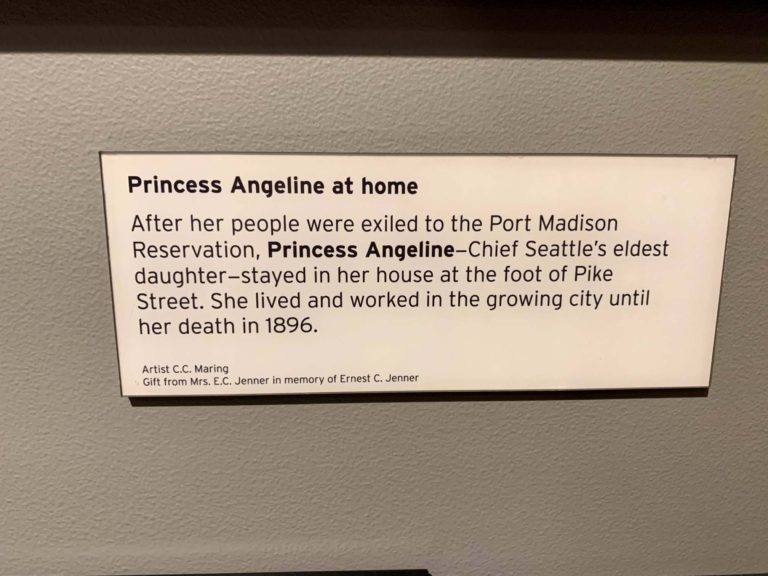 Princess Angeline at home
After her people were exiled to the Port Madison
Reservation, Princess Angeline—Chief Seattle's eldest
daughter—stayed in her house at the foot of Pike
Street. She lived and worked in the growing city until
her death in 1896.
Artist C.C. Maring
Gift from Mrs. E.C. Jenner in memory of Ernest C. Jenner